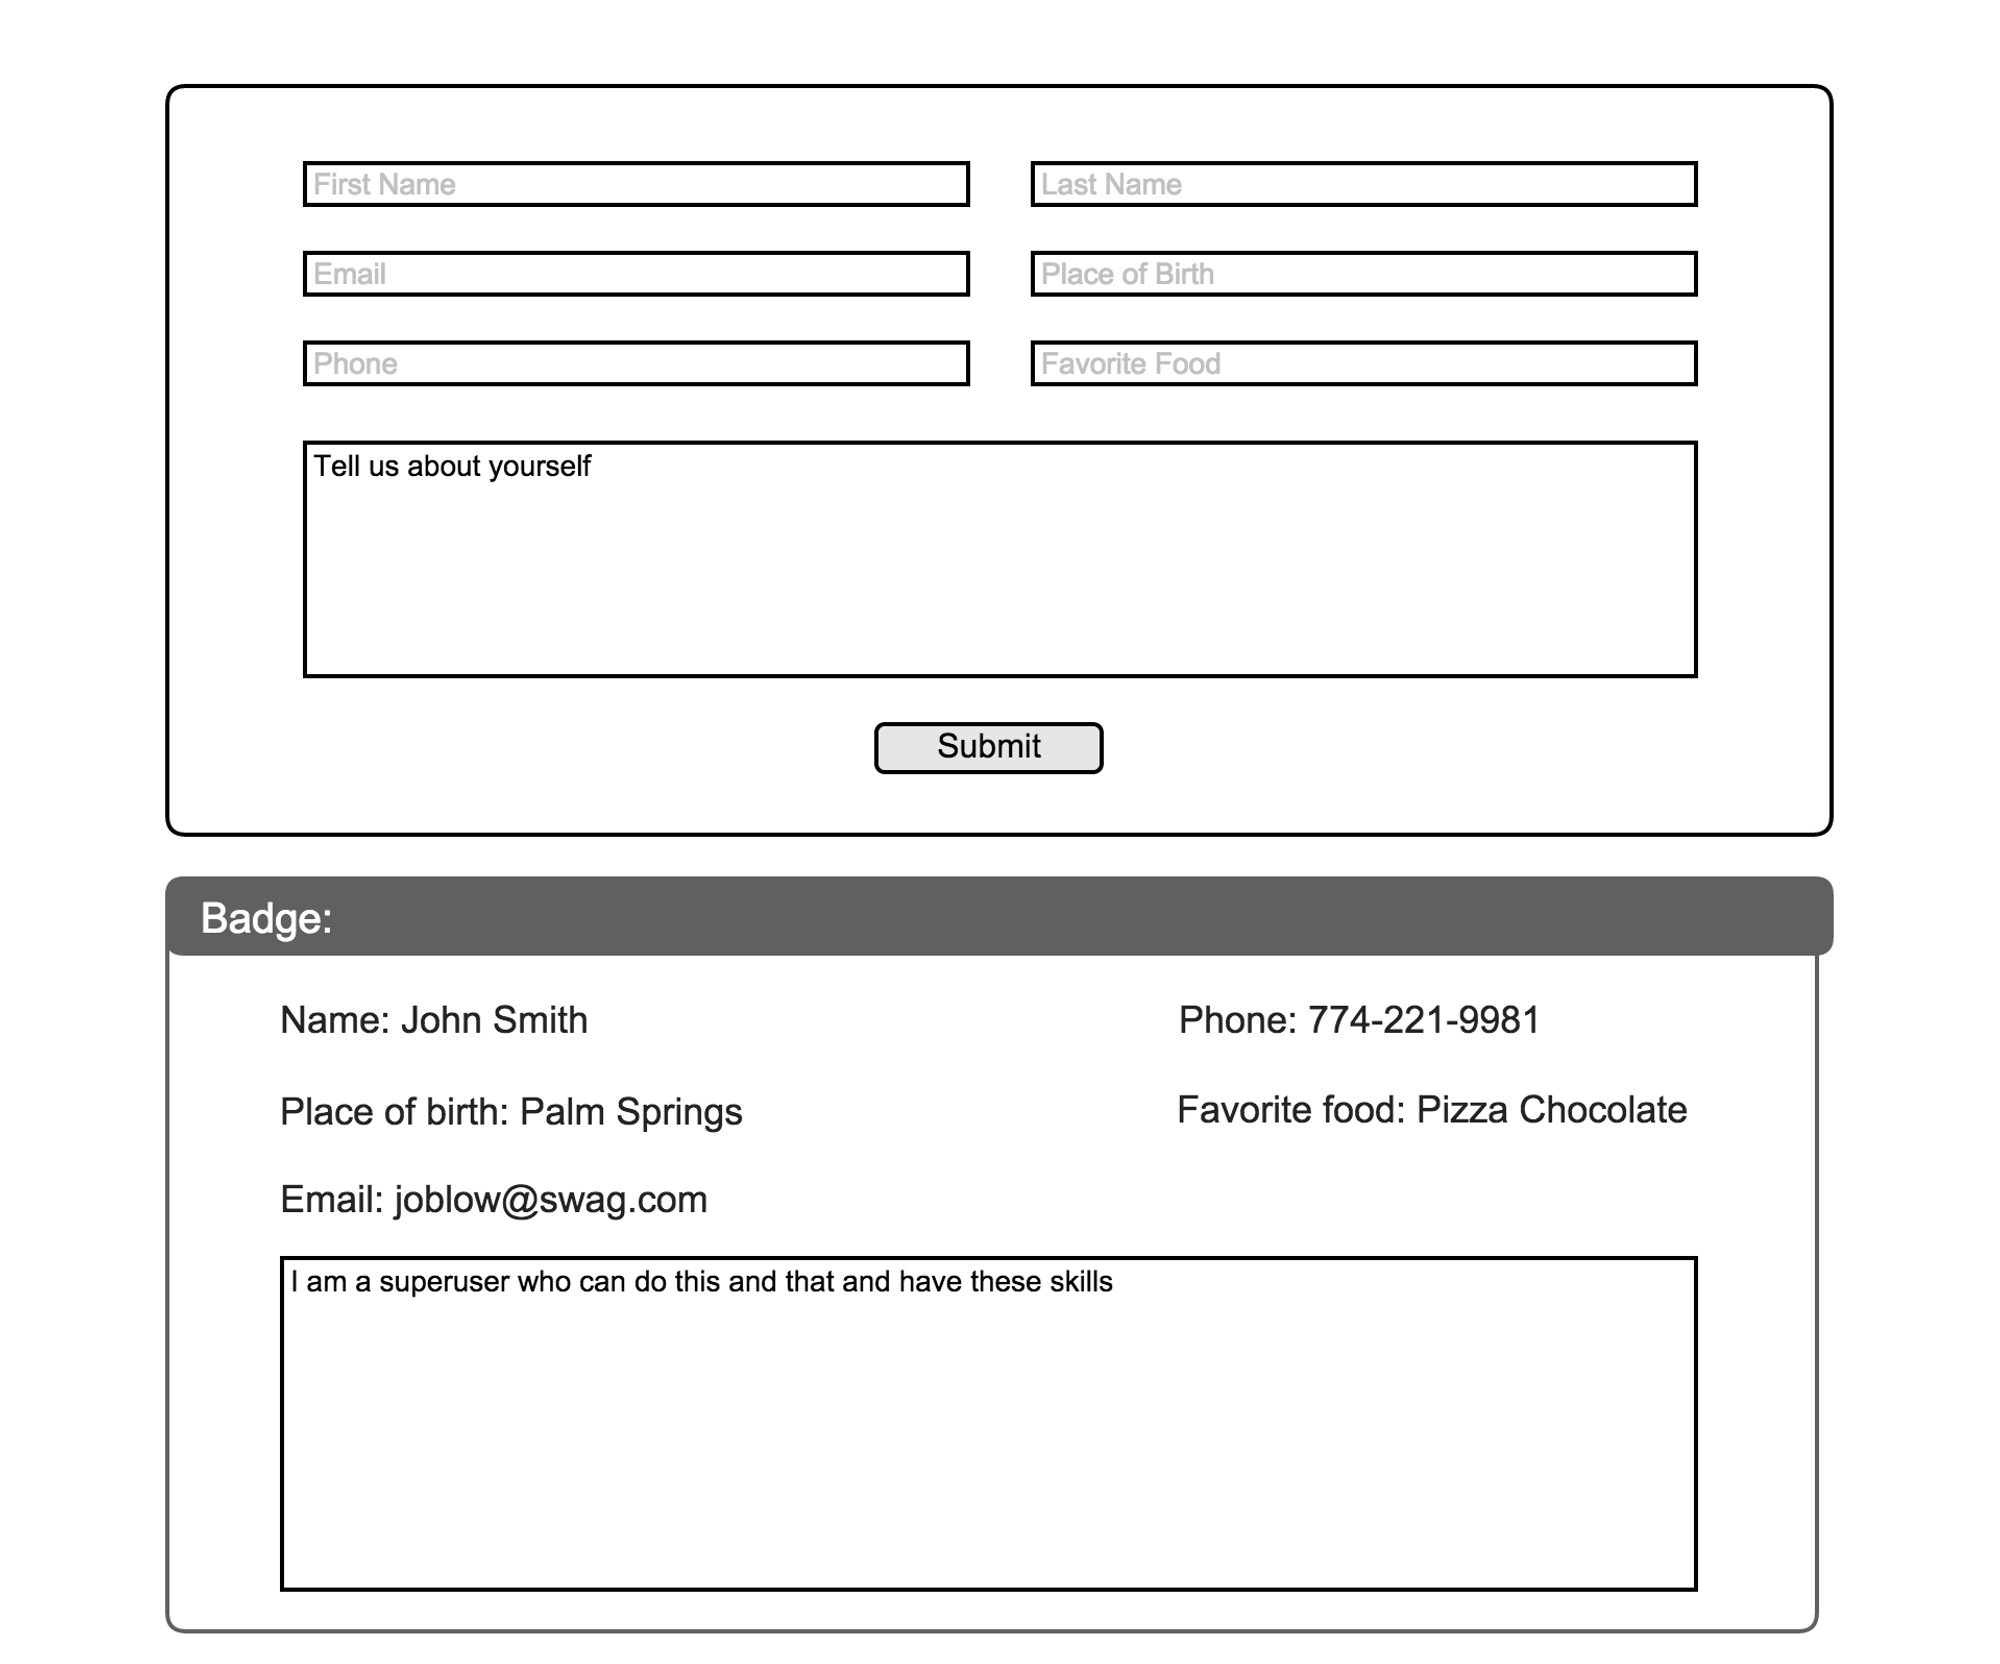 First Name
Last Name
Email
Place of Birth
Phone
Favorite Food
Tell us about yourself
Submit
Badge:
Name: John Smith
Phone: 774-221-9981
Place of birth: Palm Springs
Favorite food: Pizza Chocolate
Email: joblow@swag.com
I am a superuser who can do this and that and have these skills